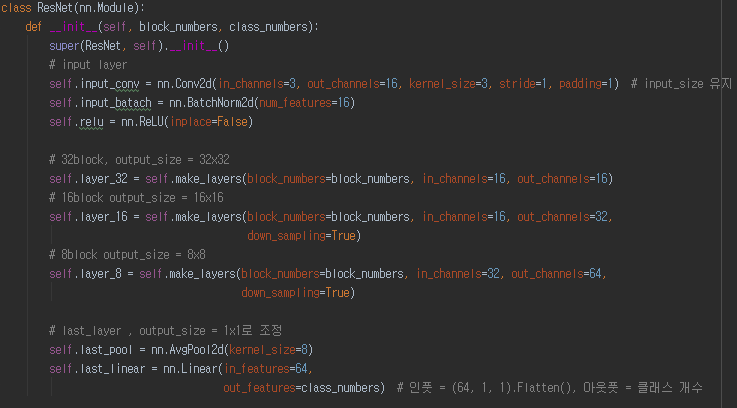 class ResNet(nn.Module):
    def __init__(self, block_numbers, class_numbers):
        super(ResNet, self).__init__()
        # input layer
        self.input_conv = nn.Conv2d(in_channels=3, out_channels=16, kernel_size=3, stride=1, padding=1)  # input_size 유지
        self.input_batach = nn.BatchNorm2d(num_features=16)
        self.relu = nn.ReLU(inplace=False)

        # 32block, output_size = 32x32
        self.layer_32 = self.make_layers(block_numbers=block_numbers, in_channels=16, out_channels=16)
        # 16block output_size = 16x16
        self.layer_16 = self.make_layers(block_numbers=block_numbers, in_channels=16, out_channels=32,
                                         down_sampling=True)
        # 8block output_size = 8x8
        self.layer_8 = self.make_layers(block_numbers=block_numbers, in_channels=32, out_channels=64,
                                        down_sampling=True)

        # last_layer , output_size = 1x1로 조정
        self.last_pool = nn.AvgPool2d(kernel_size=8)
        self.last_linear = nn.Linear(in_features=64,
                                     out_features=class_numbers)  # 인풋 = (64, 1, 1).Flatten(), 아웃풋 = 클래스 개수